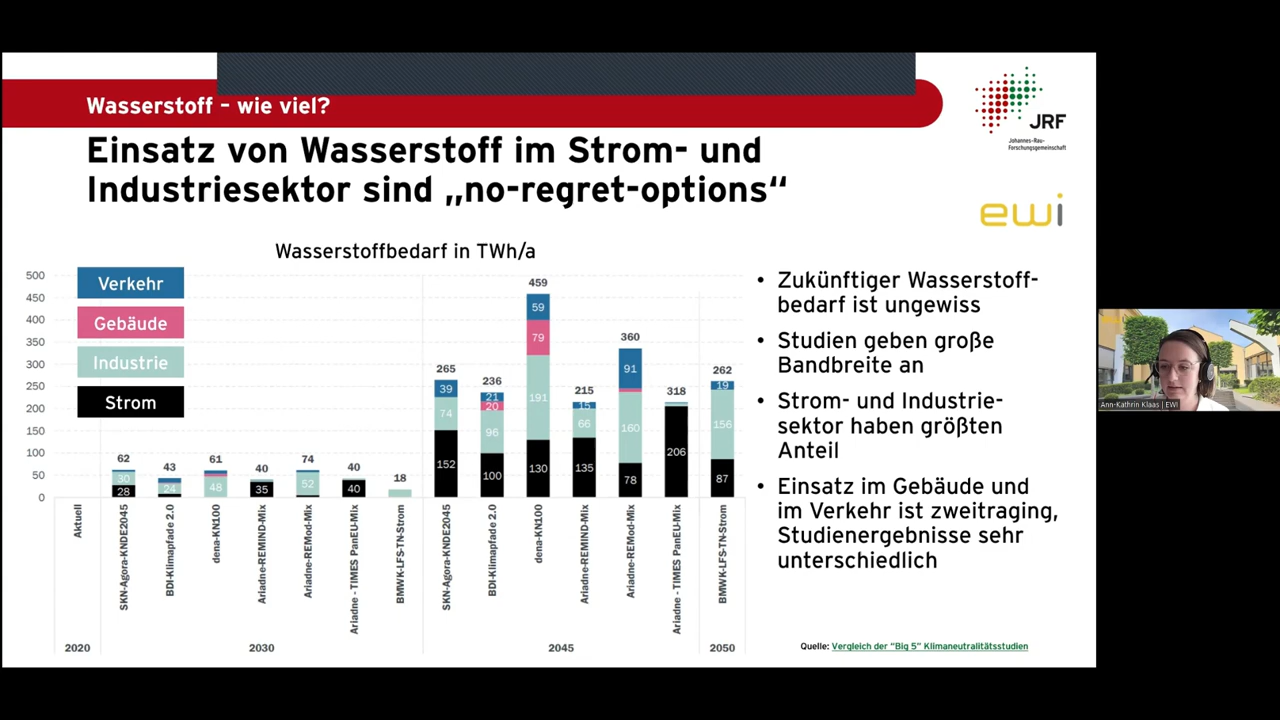 Wasserstoff – wie viel?
JRF
Johannes-Rau-
Forschungsgemeinschaft
Einsatz von Wasserstoff im Strom- und
Industriesektor sind „no-regret-options“
ewi
Wasserstoffbedarf in TWh/a
500
450
400
350
300
250
200
150
100
50
0
Verkehr
Gebäude
Industrie
Strom
62
30
28
43
24
61
48
40
35
74
52
40
40
18
265
39
74
152
236
21
20
96
100
459
59
79
191
130
215
15
66
135
360
91
160
78
318
206
262
19
156
87
Aktuell
SKN-Agora-KNDE2045
BDI-Klimapfade 2.0
dena-KN100
Ariadne-REMIND-Mix
Ariadne-REMod-Mix
Ariadne - TIMES PanEU-Mix
BMWK-LFS-TN-Strom
SKN-Agora-KNDE2045
BDI-Klimapfade 2.0
dena-KN100
Ariadne-REMIND-Mix
Ariadne-REMod-Mix
Ariadne - TIMES PanEU-Mix
BMWK-LFS-TN-Strom
2020
2030
2045
2050
• Zukünftiger Wasserstoff-
bedarf ist ungewiss
• Studien geben große
Bandbreite an
• Strom- und Industrie-
sektor haben größten
Anteil
• Einsatz im Gebäude und
im Verkehr ist zweitraging,
Studienergebnisse sehr
unterschiedlich
Quelle: Vergleich der "Big 5" Klimaneutralitätsstudien
Ann-Kathrin Klaas | EWI